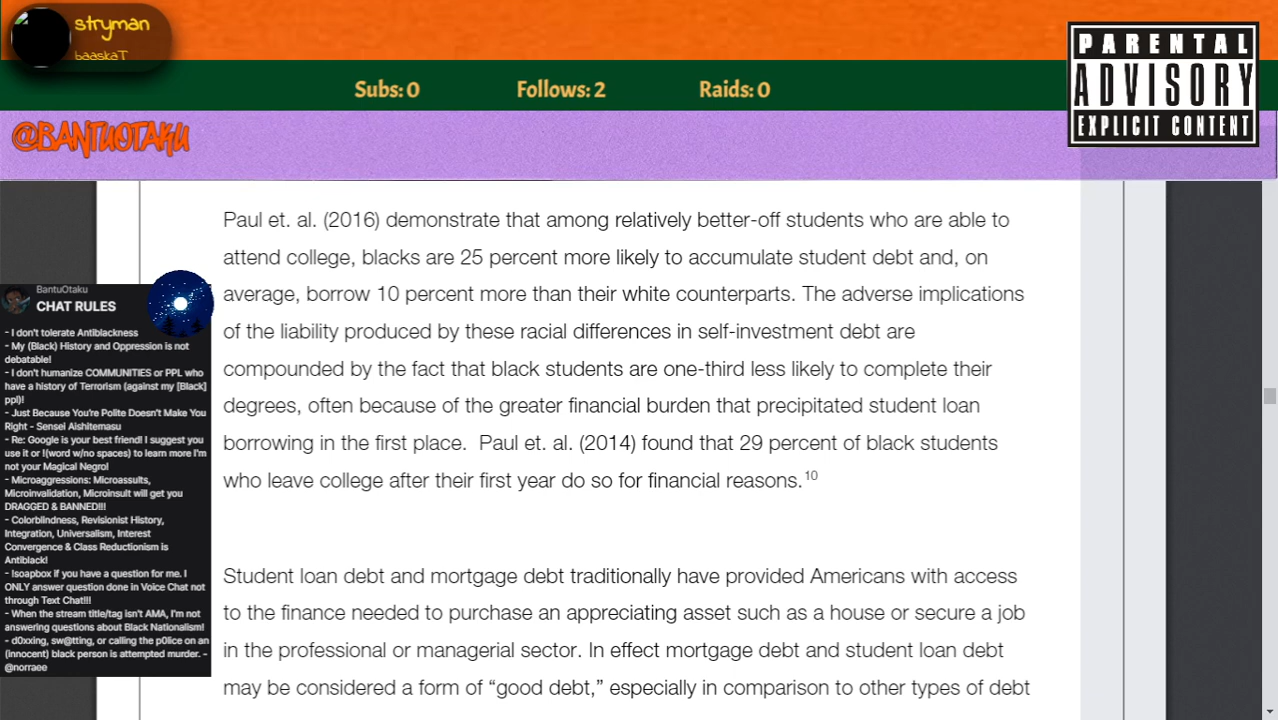 stryman
baaskaT
PARENTAL
ADVISORY
EXPLICIT CONTENT
Subs: 0
Follows: 2
Raids: 0
@BANTUOTAKU
Paul et. al. (2016) demonstrate that among relatively better-off students who are able to
attend college, blacks are 25 percent more likely to accumulate student debt and, on
average, borrow 10 percent more than their white counterparts. The adverse implications
of the liability produced by these racial differences in self-investment debt are
compounded by the fact that black students are one-third less likely to complete their
degrees, often because of the greater financial burden that precipitated student loan
borrowing in the first place.  Paul et. al. (2014) found that 29 percent of black students
who leave college after their first year do so for financial reasons.¹⁰
Student loan debt and mortgage debt traditionally have provided Americans with access
to the finance needed to purchase an appreciating asset such as a house or secure a job
in the professional or managerial sector. In effect mortgage debt and student loan debt
may be considered a form of “good debt,” especially in comparison to other types of debt
BantuOtaku
CHAT RULES
- I don't tolerate Antiblackness
- My (Black) History and Oppression is not
debatable!
- I don't humanize COMMUNITIES or PPL who
have a history of Terrorism (against my [Black]
ppl)!
- Just Because You're Polite Doesn't Make You
Right - Sensei Aishitemasu
- Re: Google is your best friend! I suggest you
use it or !(word w/no spaces) to learn more I'm
not your Magical Negro!
- Microaggressions: Microassults,
Microinvalidation, Microinsult will get you
DRAGGED & BANNED!!!
- Colorblindness, Revisionist History,
Integration, Universalism, Interest
Convergence & Class Reductionism is
Antiblack!
- !soapbox if you have a question for me. I
ONLY answer question done in Voice Chat not
through Text Chat!!!
- When the stream title/tag isn't AMA, I'm not
answering questions about Black Nationalism!
- d0xxing, sw@tting, or calling the p0lice on an
(innocent) black person is attempted murder. -
@norraee